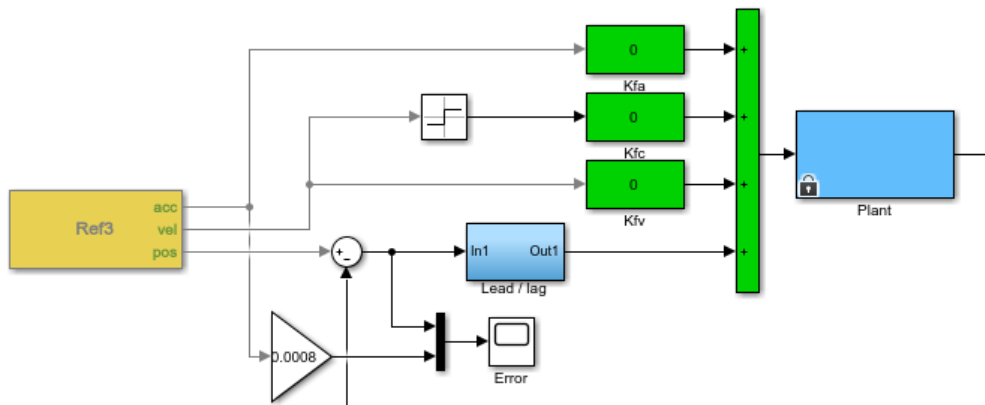 0
Kfa
0
Kfc
0
Kfv
Ref3
acc
vel
pos
+
-
In1
Out1
Lead / lag
+
+
+
+
Plant
0.0008
Error